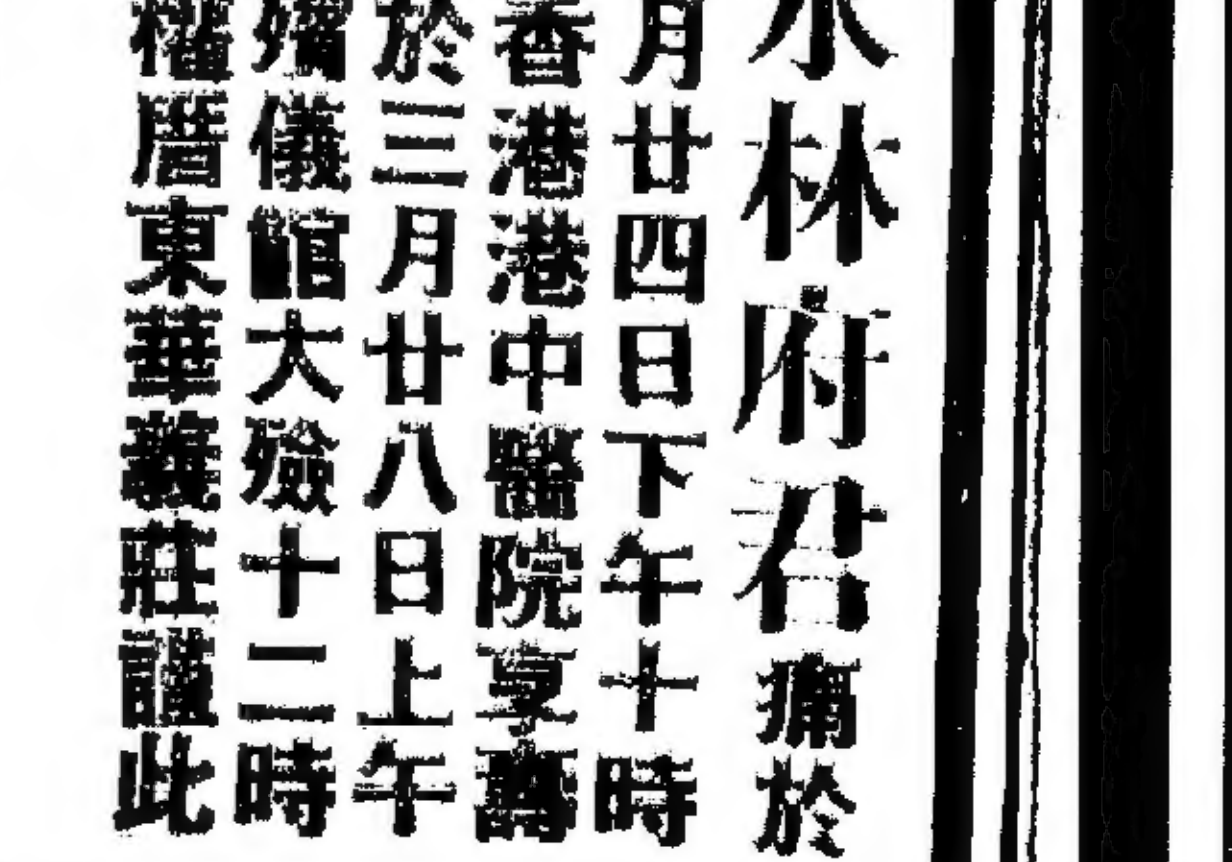 林府君痛於
月廿四日下午十時
香港港中醫院享壽
於三月廿八日上午
殯儀館大殮十二時
權厝東華義莊謹此